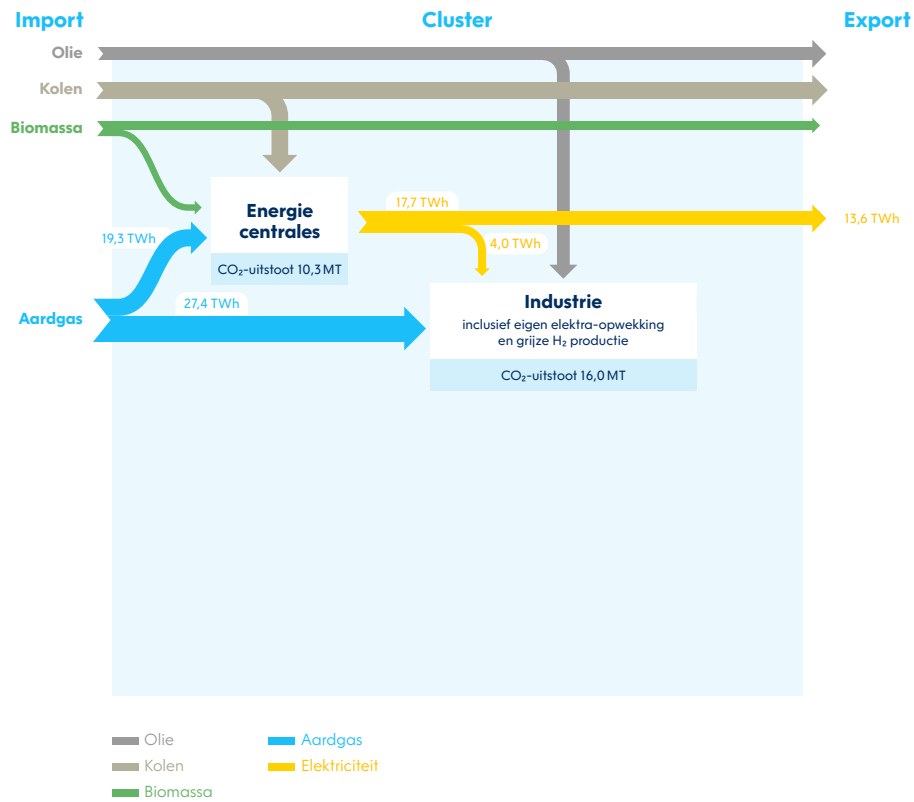 Import
Cluster
Export
Olie
Kolen
Biomassa
Energie
centrales
CO₂-uitstoot 10,3 MT
17,7 TWh
13,6 TWh
19,3 TWh
4,0 TWh
27,4 TWh
Aardgas
Industrie
inclusief eigen elektra-opwekking
en grijze H₂ productie
CO₂-uitstoot 16,0 MT
Olie
Kolen
Biomassa
Aardgas
Elektriciteit